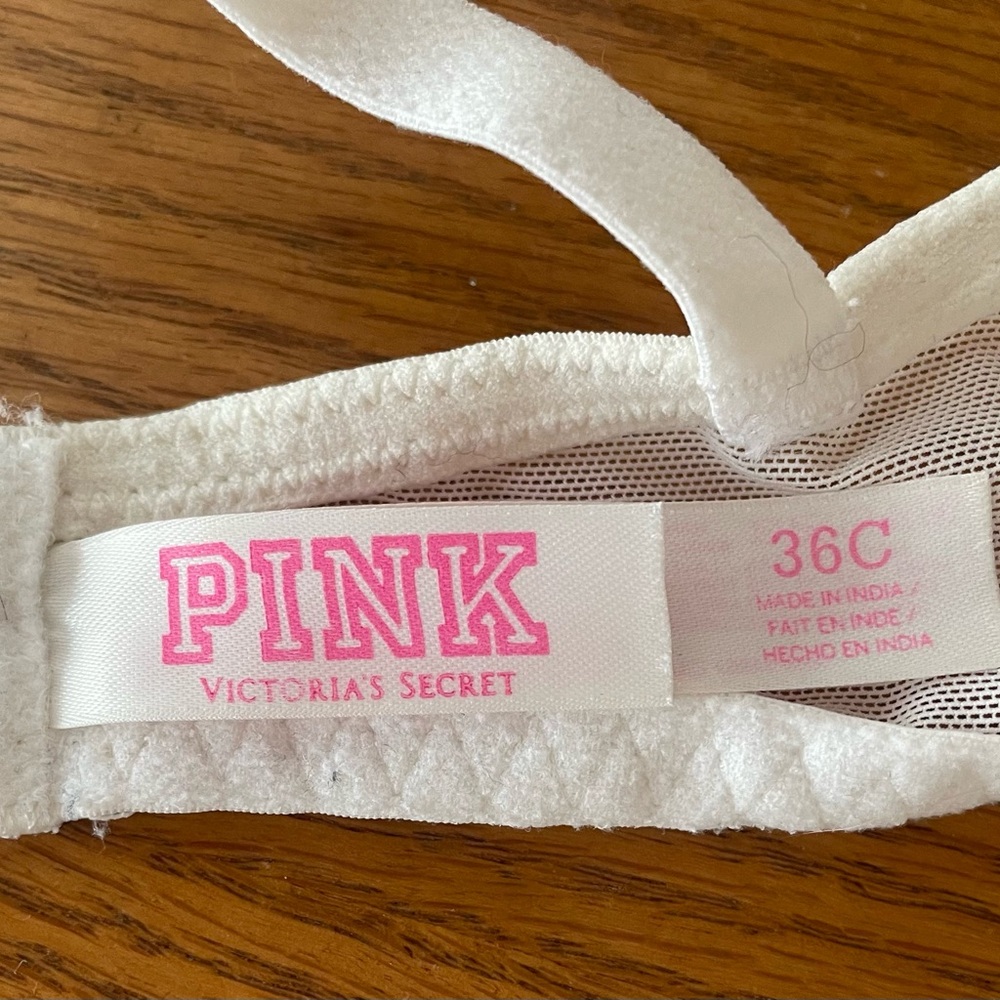 PINK
VICTORIA'S SECRET
36C
MADE IN INDIA /
FAIT EN INDE /
HECHO EN INDIA